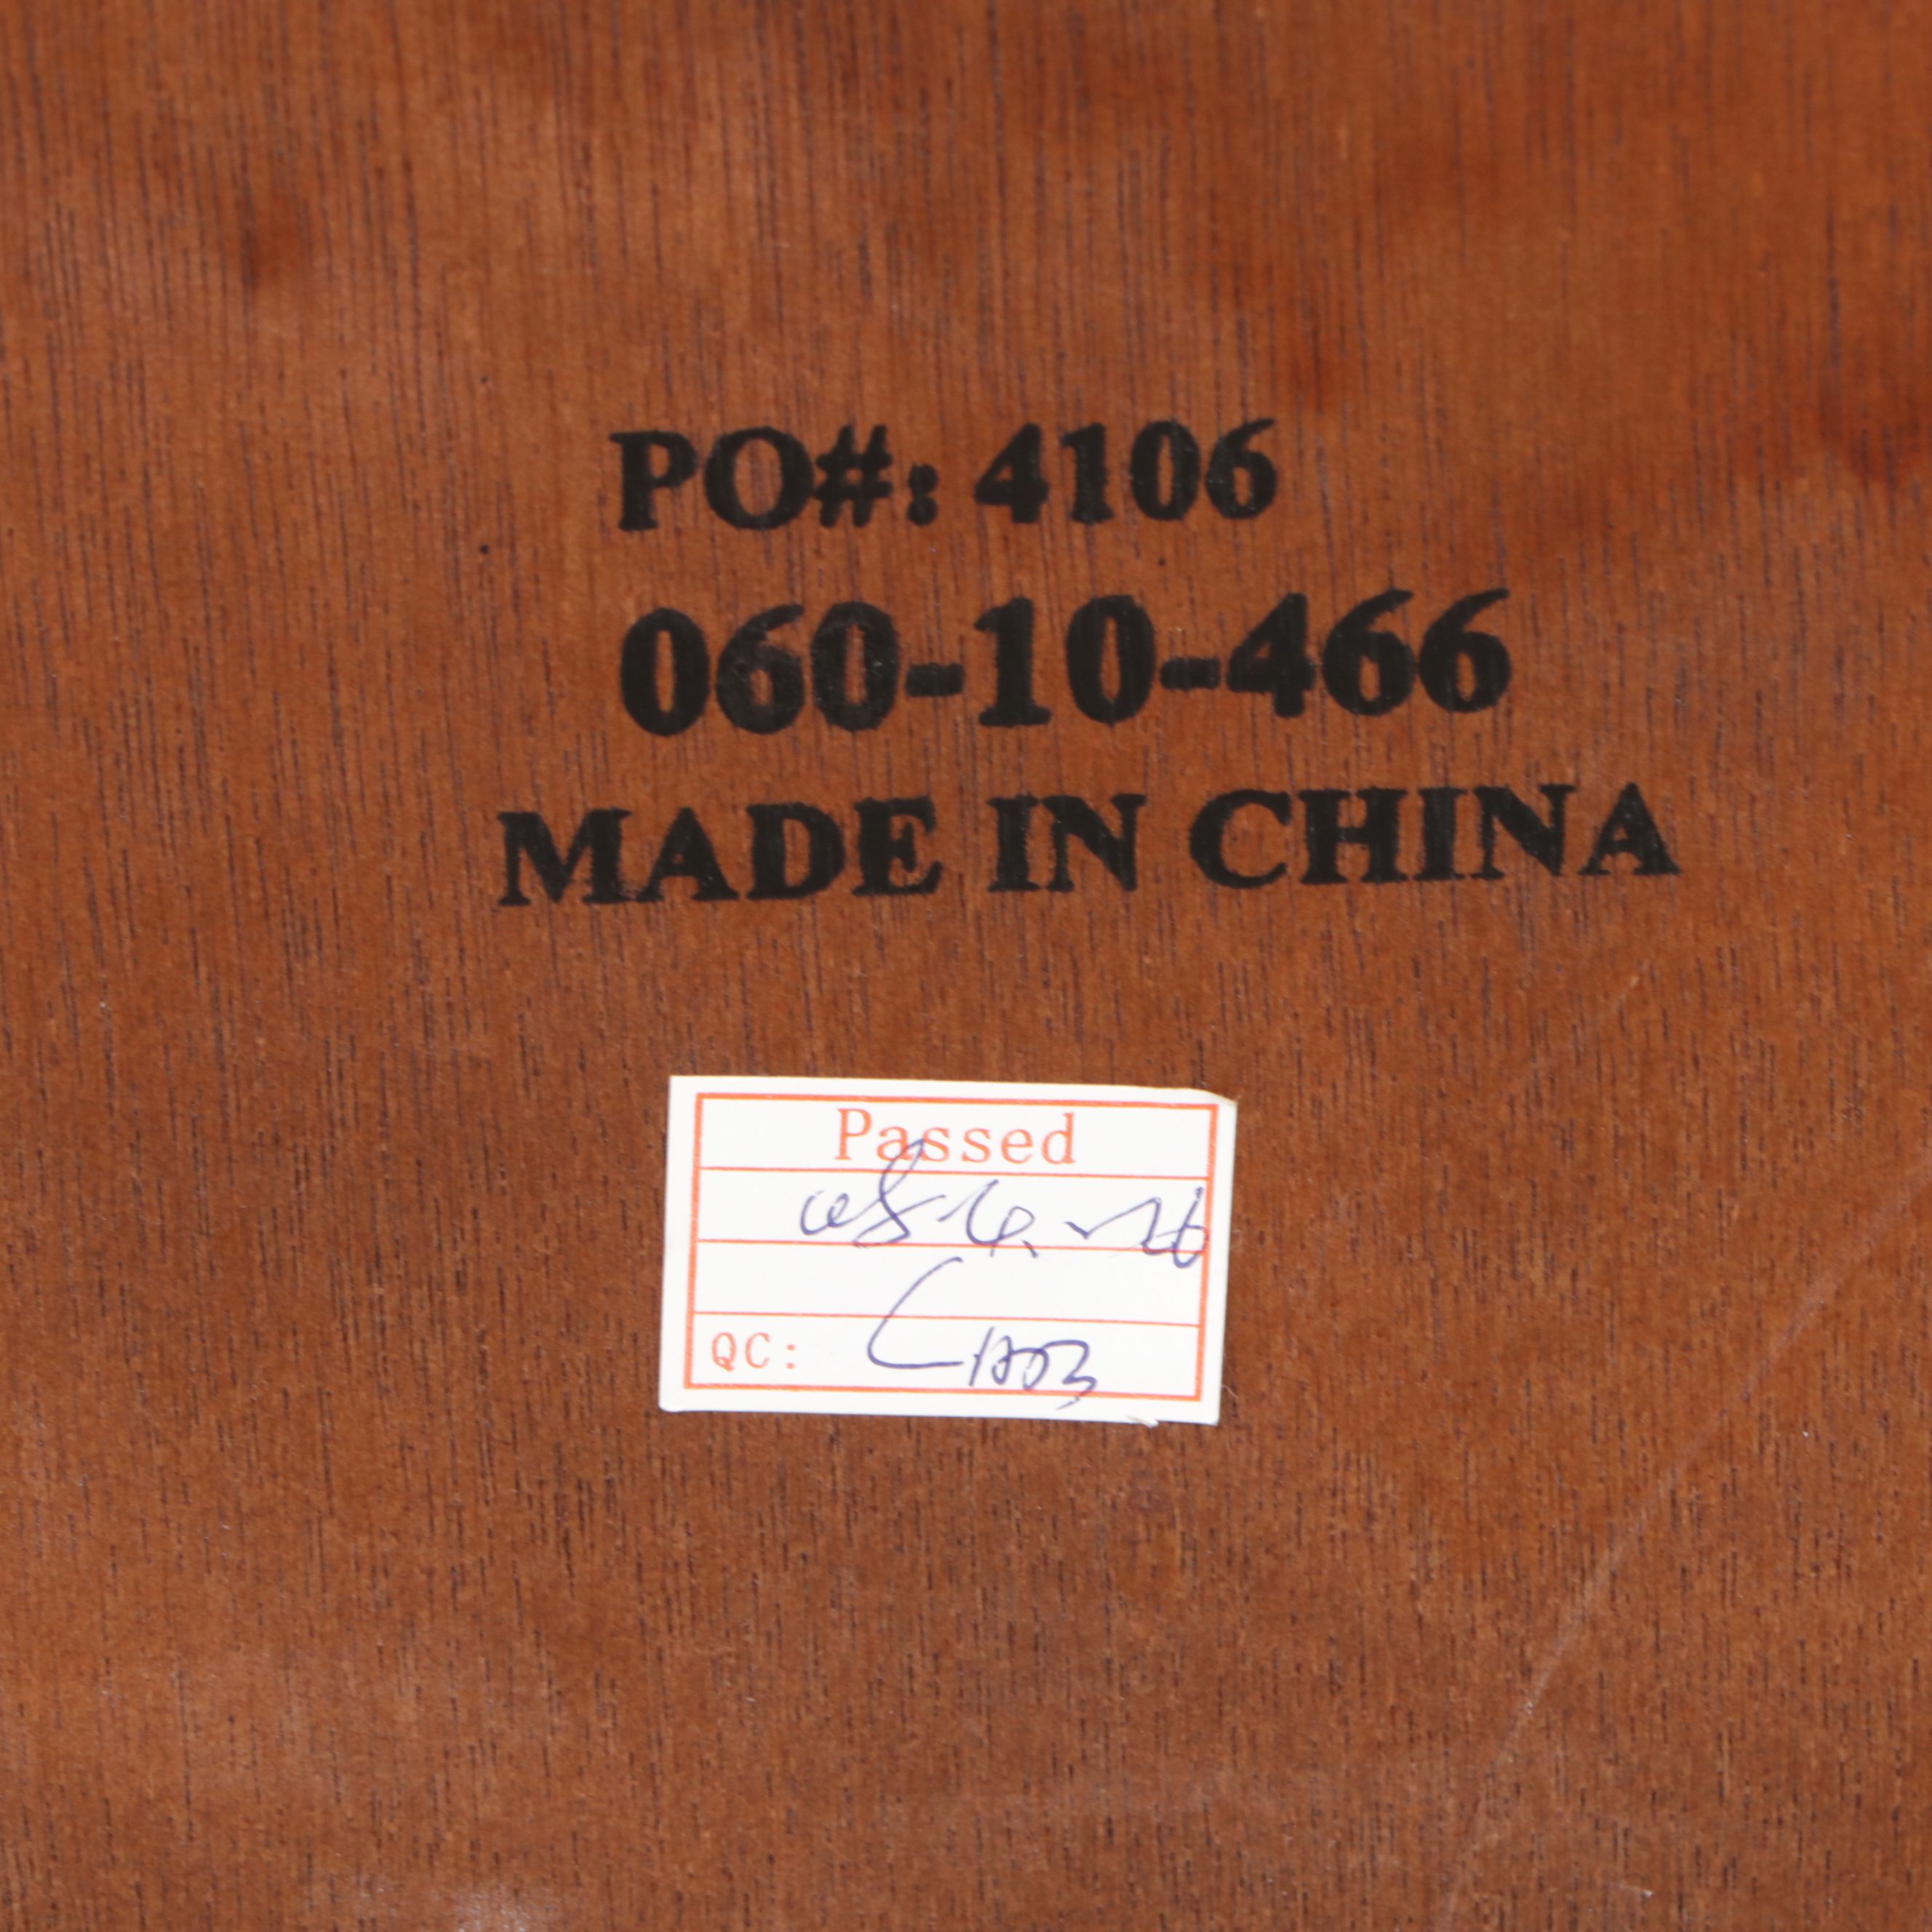 PO#: 4106
060-10-466
MADE IN CHINA
Passed
QC: